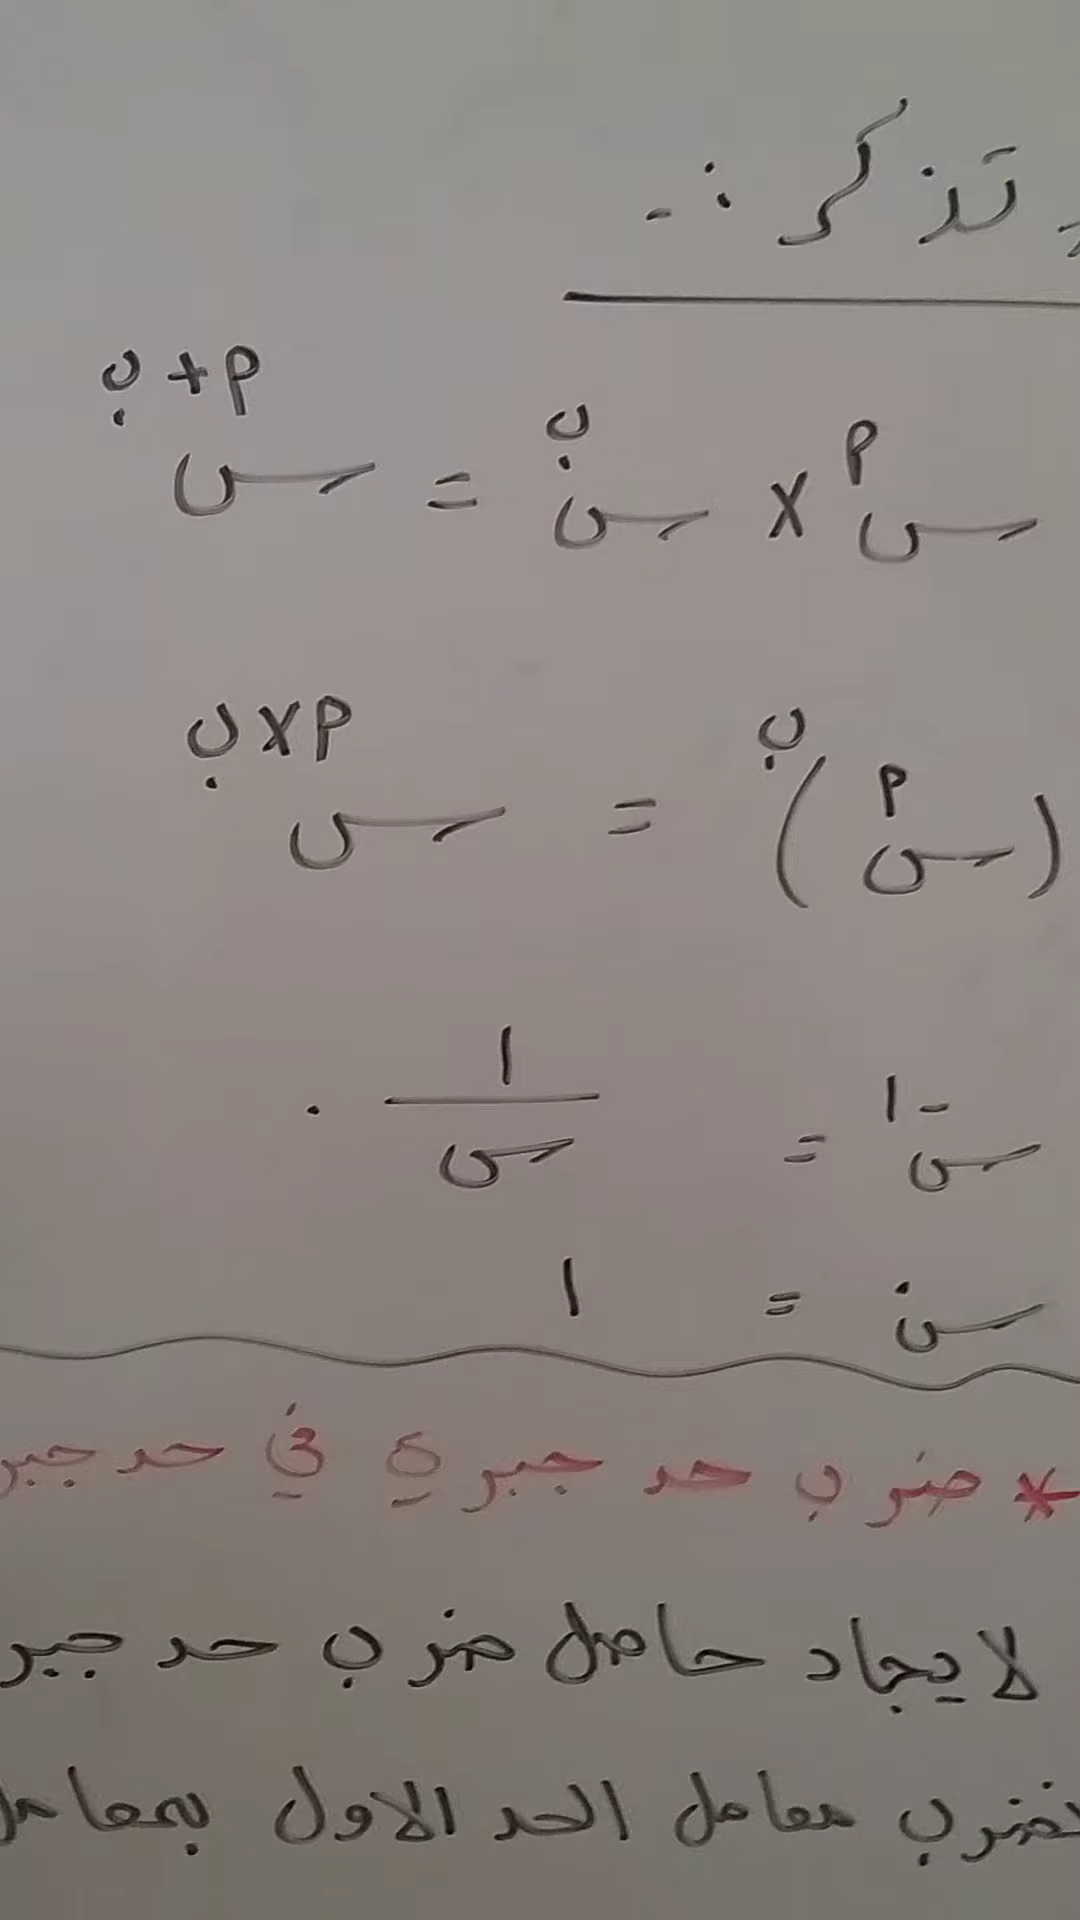 تذكر :-
س^م × س^ب = س^(م+ب)
(س^م)^ب = س^(م×ب)
س^-١ = ١/س .
س^٠ = ١
* ضرب حد جبري في حد جبر
لايجاد حاصل ضرب حد جبر
نضرب معامل الحد الاول بمعامل